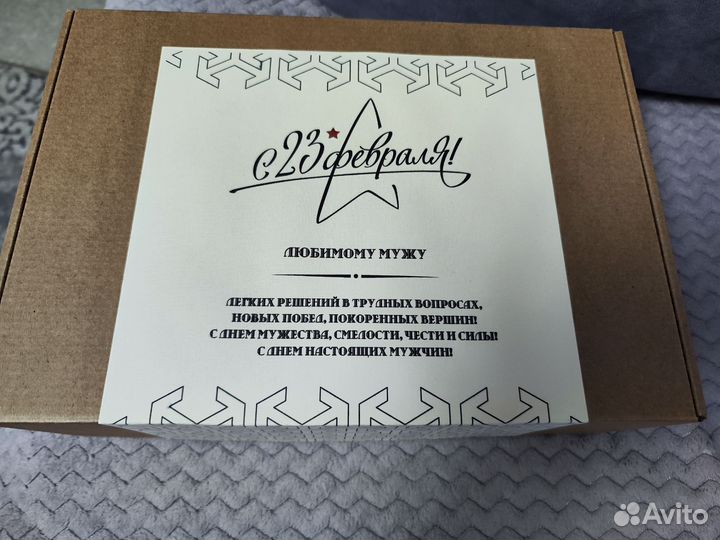 с 23 февраля!
ЛЮБИМОМУ МУЖУ
ЛЕГКИХ РЕШЕНИЙ В ТРУДНЫХ ВОПРОСАХ,
НОВЫХ ПОБЕД, ПОКОРЕННЫХ ВЕРШИН!
С ДНЕМ МУЖЕСТВА, СМЕЛОСТИ, ЧЕСТИ И СИЛЫ!
С ДНЕМ НАСТОЯЩИХ МУЖЧИН!
Avito